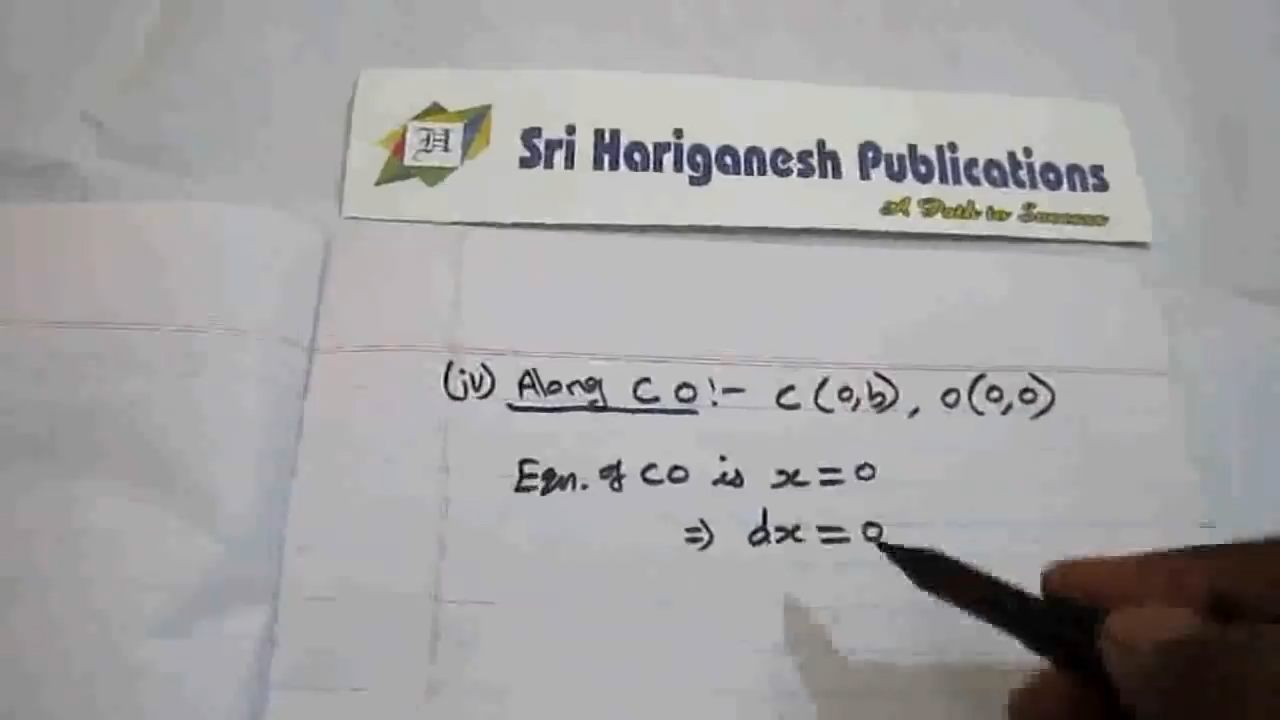 H
Sri Hariganesh Publications
A Path to Success
(iv) Along CO :- C(0,b), O(0,0)
Eqn. of CO is x = 0
⇒ dx = 0